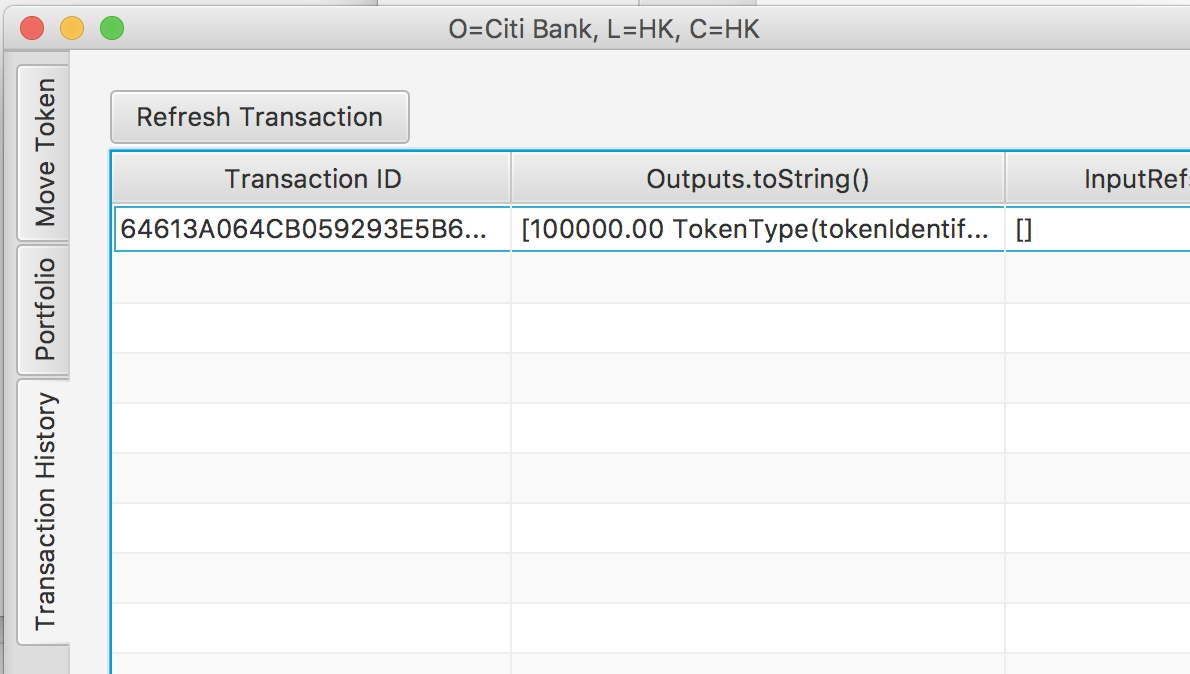 O=Citi Bank, L=HK, C=HK
Move Token
Portfolio
Transaction History
Refresh Transaction
Transaction ID
Outputs.toString()
InputRefs
64613A064CB059293E5B6...
[100000.00 TokenType(tokenIdentif...
[]